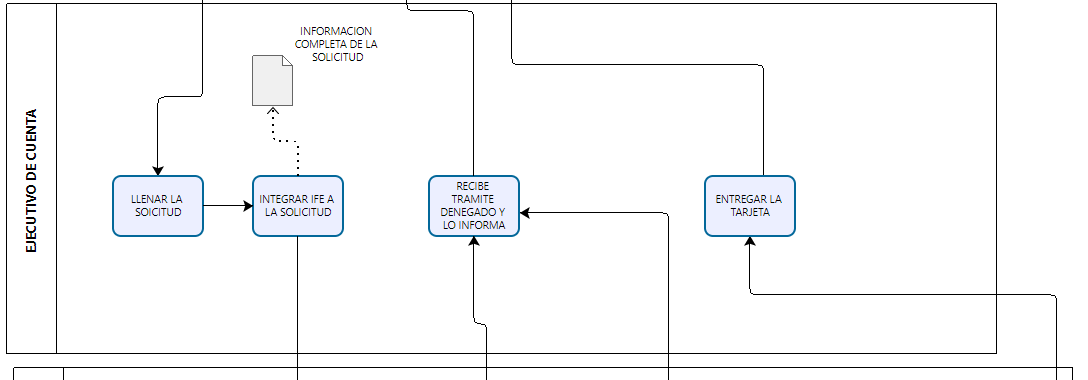 EJECUTIVO DE CUENTA
INFORMACION
COMPLETA DE LA
SOLICITUD
LLENAR LA
SOICITUD
INTEGRAR IFE A
LA SOLICITUD
RECIBE
TRAMITE
DENEGADO Y
LO INFORMA
ENTREGAR LA
TARJETA